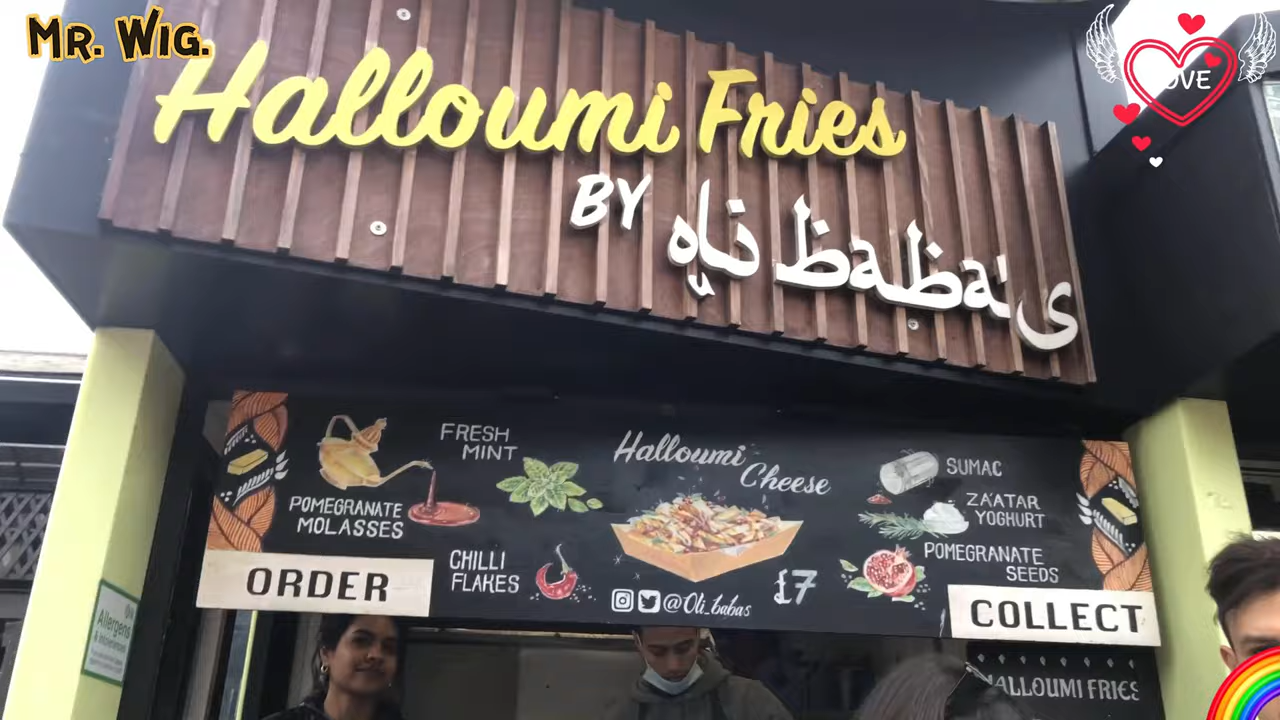 Mr. Wig.
LOVE
Halloumi Fries
BY
oli baba's
FRESH
MINT
POMEGRANATE
MOLASSES
CHILLI
FLAKES
Halloumi
Cheese
£7
@Oli_babas
SUMAC
ZA'ATAR
YOGHURT
POMEGRANATE
SEEDS
ORDER
COLLECT
Allergens
HALLOUMI FRIES